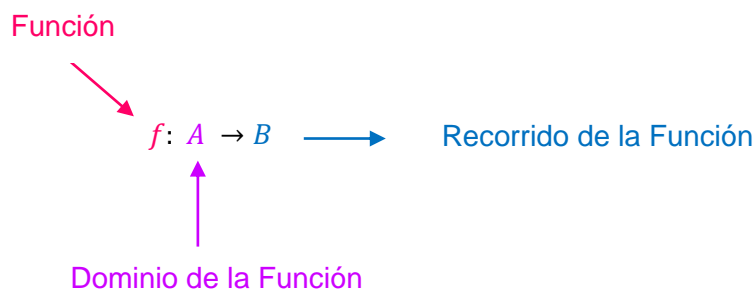 Función
f: A → B
Recorrido de la Función
Dominio de la Función